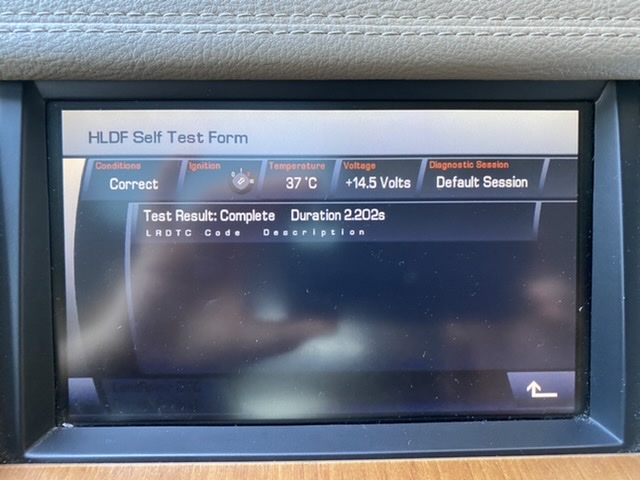 HLDF Self Test Form
Conditions Ignition Temperature Voltage Diagnostic Session
Correct 37 °C +14.5 Volts Default Session
Test Result: Complete Duration 2.202s
LRDTC Code Description